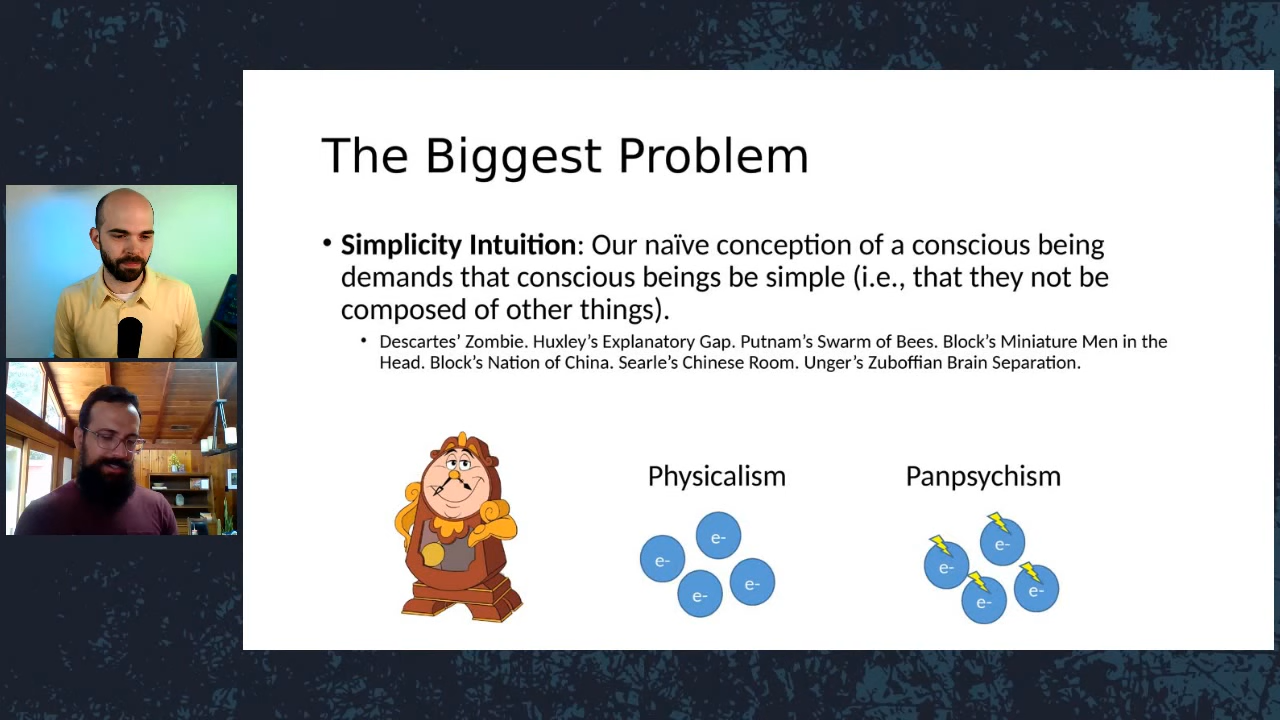 The Biggest Problem
• Simplicity Intuition: Our naïve conception of a conscious being
demands that conscious beings be simple (i.e., that they not be
composed of other things).
• Descartes’ Zombie. Huxley’s Explanatory Gap. Putnam’s Swarm of Bees. Block’s Miniature Men in the
Head. Block’s Nation of China. Searle’s Chinese Room. Unger’s Zuboffian Brain Separation.
Physicalism
Panpsychism
e-
e-
e-
e-
e-
e-
e-
e-